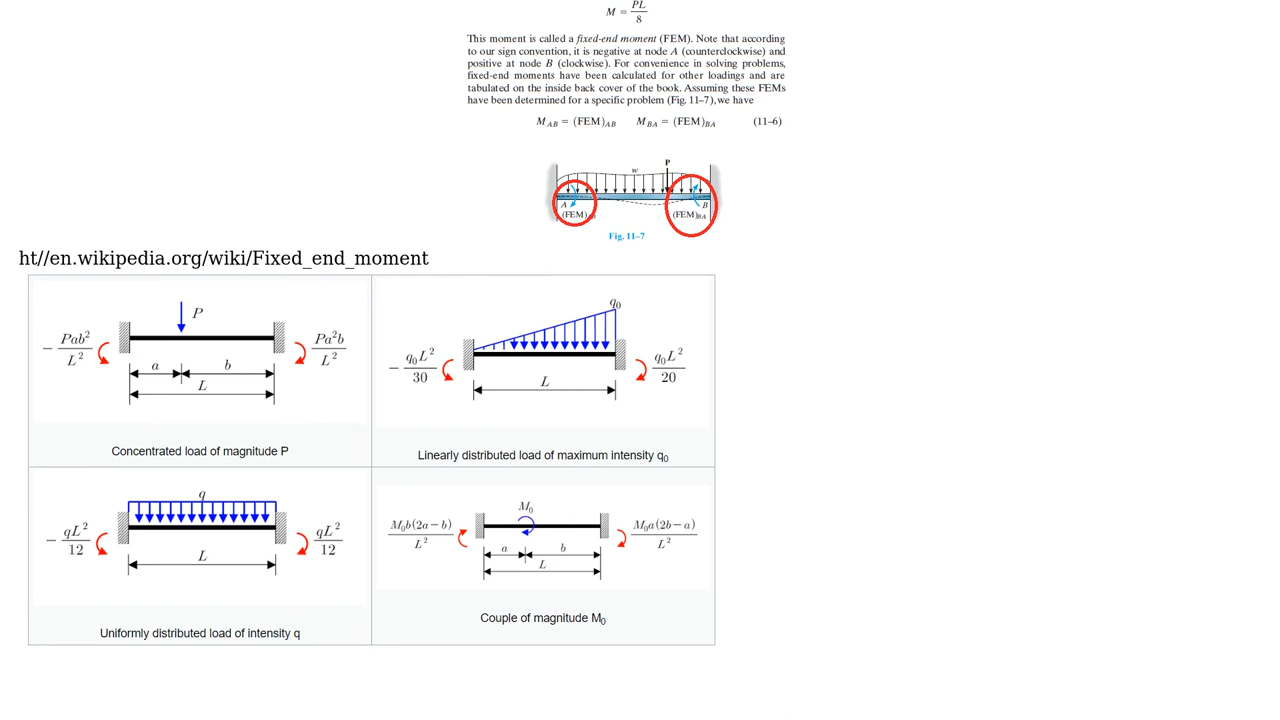 M = PL/8
This moment is called a fixed-end moment (FEM). Note that according
to our sign convention, it is negative at node A (counterclockwise) and
positive at node B (clockwise). For convenience in solving problems,
fixed-end moments have been calculated for other loadings and are
tabulated on the inside back cover of the book. Assuming these FEMs
have been determined for a specific problem (Fig. 11–7), we have
M_AB = (FEM)_AB M_BA = (FEM)_BA (11–6)
P
w
A B
(FEM) (FEM)_BA
Fig. 11–7
ht//en.wikipedia.org/wiki/Fixed_end_moment
P
− Pab²/L² Pa²b/L²
a b
L
Concentrated load of magnitude P
q₀
− q₀L²/30 q₀L²/20
L
Linearly distributed load of maximum intensity q₀
q
− qL²/12 qL²/12
L
Uniformly distributed load of intensity q
M₀
M₀b(2a−b)/L² M₀a(2b−a)/L²
a b
L
Couple of magnitude M₀